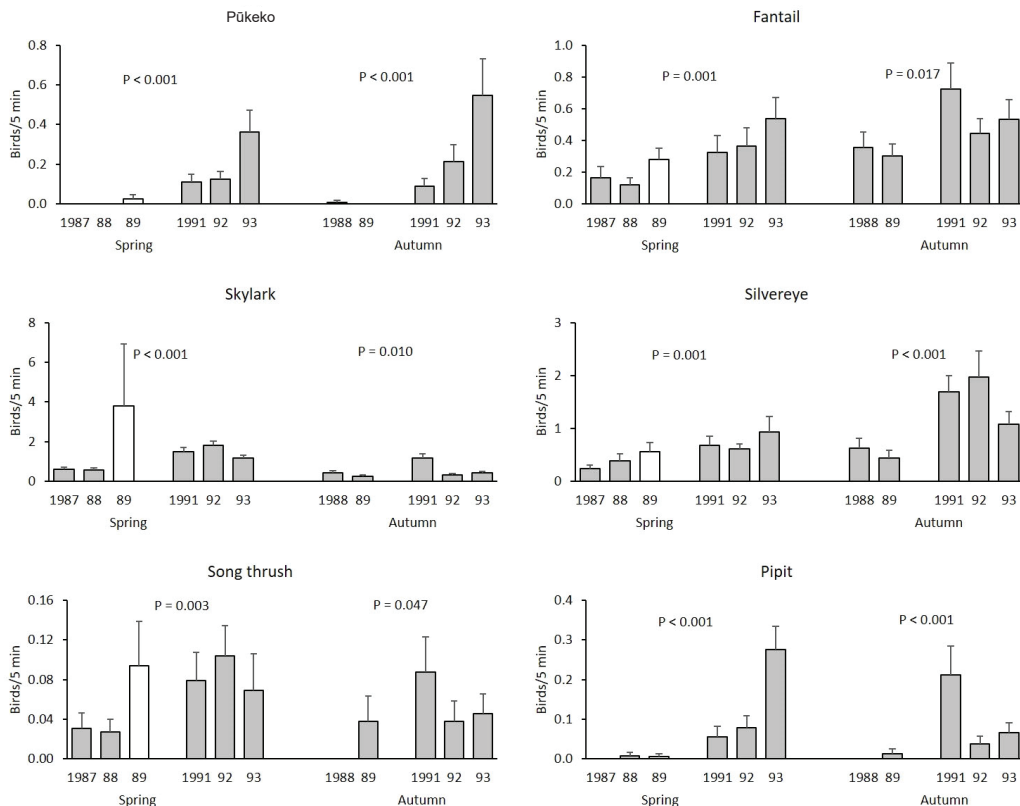 Pūkeko
Birds/5 min
0.8
0.6
0.4
0.2
0.0
P < 0.001
P < 0.001
1987 88 89 1991 92 93 1988 89 1991 92 93
Spring Autumn
Fantail
Birds/5 min
1.0
0.8
0.6
0.4
0.2
0.0
P = 0.001
P = 0.017
1987 88 89 1991 92 93 1988 89 1991 92 93
Spring Autumn
Skylark
Birds/5 min
8
6
4
2
0
P < 0.001
P = 0.010
1987 88 89 1991 92 93 1988 89 1991 92 93
Spring Autumn
Silvereye
Birds/5 min
3
2
1
0
P = 0.001
P < 0.001
1987 88 89 1991 92 93 1988 89 1991 92 93
Spring Autumn
Song thrush
Birds/5 min
0.16
0.12
0.08
0.04
0.00
P = 0.003
P = 0.047
1987 88 89 1991 92 93 1988 89 1991 92 93
Spring Autumn
Pipit
Birds/5 min
0.4
0.3
0.2
0.1
0.0
P < 0.001
P < 0.001
1987 88 89 1991 92 93 1988 89 1991 92 93
Spring Autumn